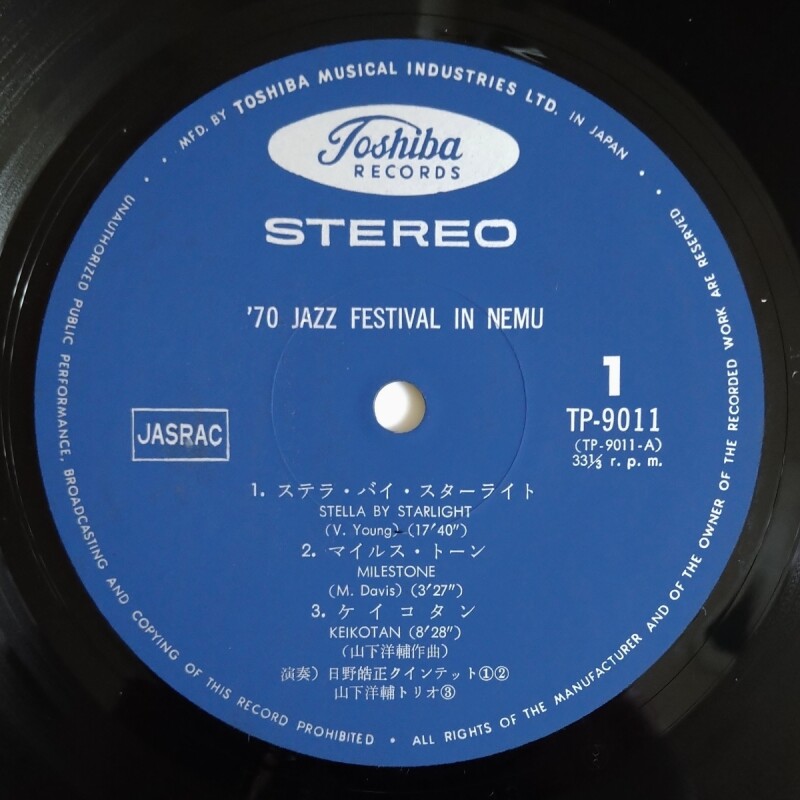 MFD. BY TOSHIBA MUSICAL INDUSTRIES LTD. IN JAPAN
Toshiba
RECORDS
STEREO
'70 JAZZ FESTIVAL IN NEMU
1
TP-9011
(TP-9011-A)
33⅓ r. p. m.
JASRAC
1. ステラ・バイ・スターライト
STELLA BY STARLIGHT
(V. Young) (17'40")
2. マイルス・トーン
MILESTONE
(M. Davis) (3'27")
3. ケイコタン
KEIKOTAN (8'28")
(山下洋輔作曲)
演奏) 日野皓正クインテット①②
山下洋輔トリオ③
UNAUTHORIZED PUBLIC PERFORMANCE, BROADCASTING AND COPYING OF THIS RECORD PROHIBITED • ALL RIGHTS OF THE MANUFACTURER AND OF THE OWNER OF THE RECORDED WORK ARE RESERVED